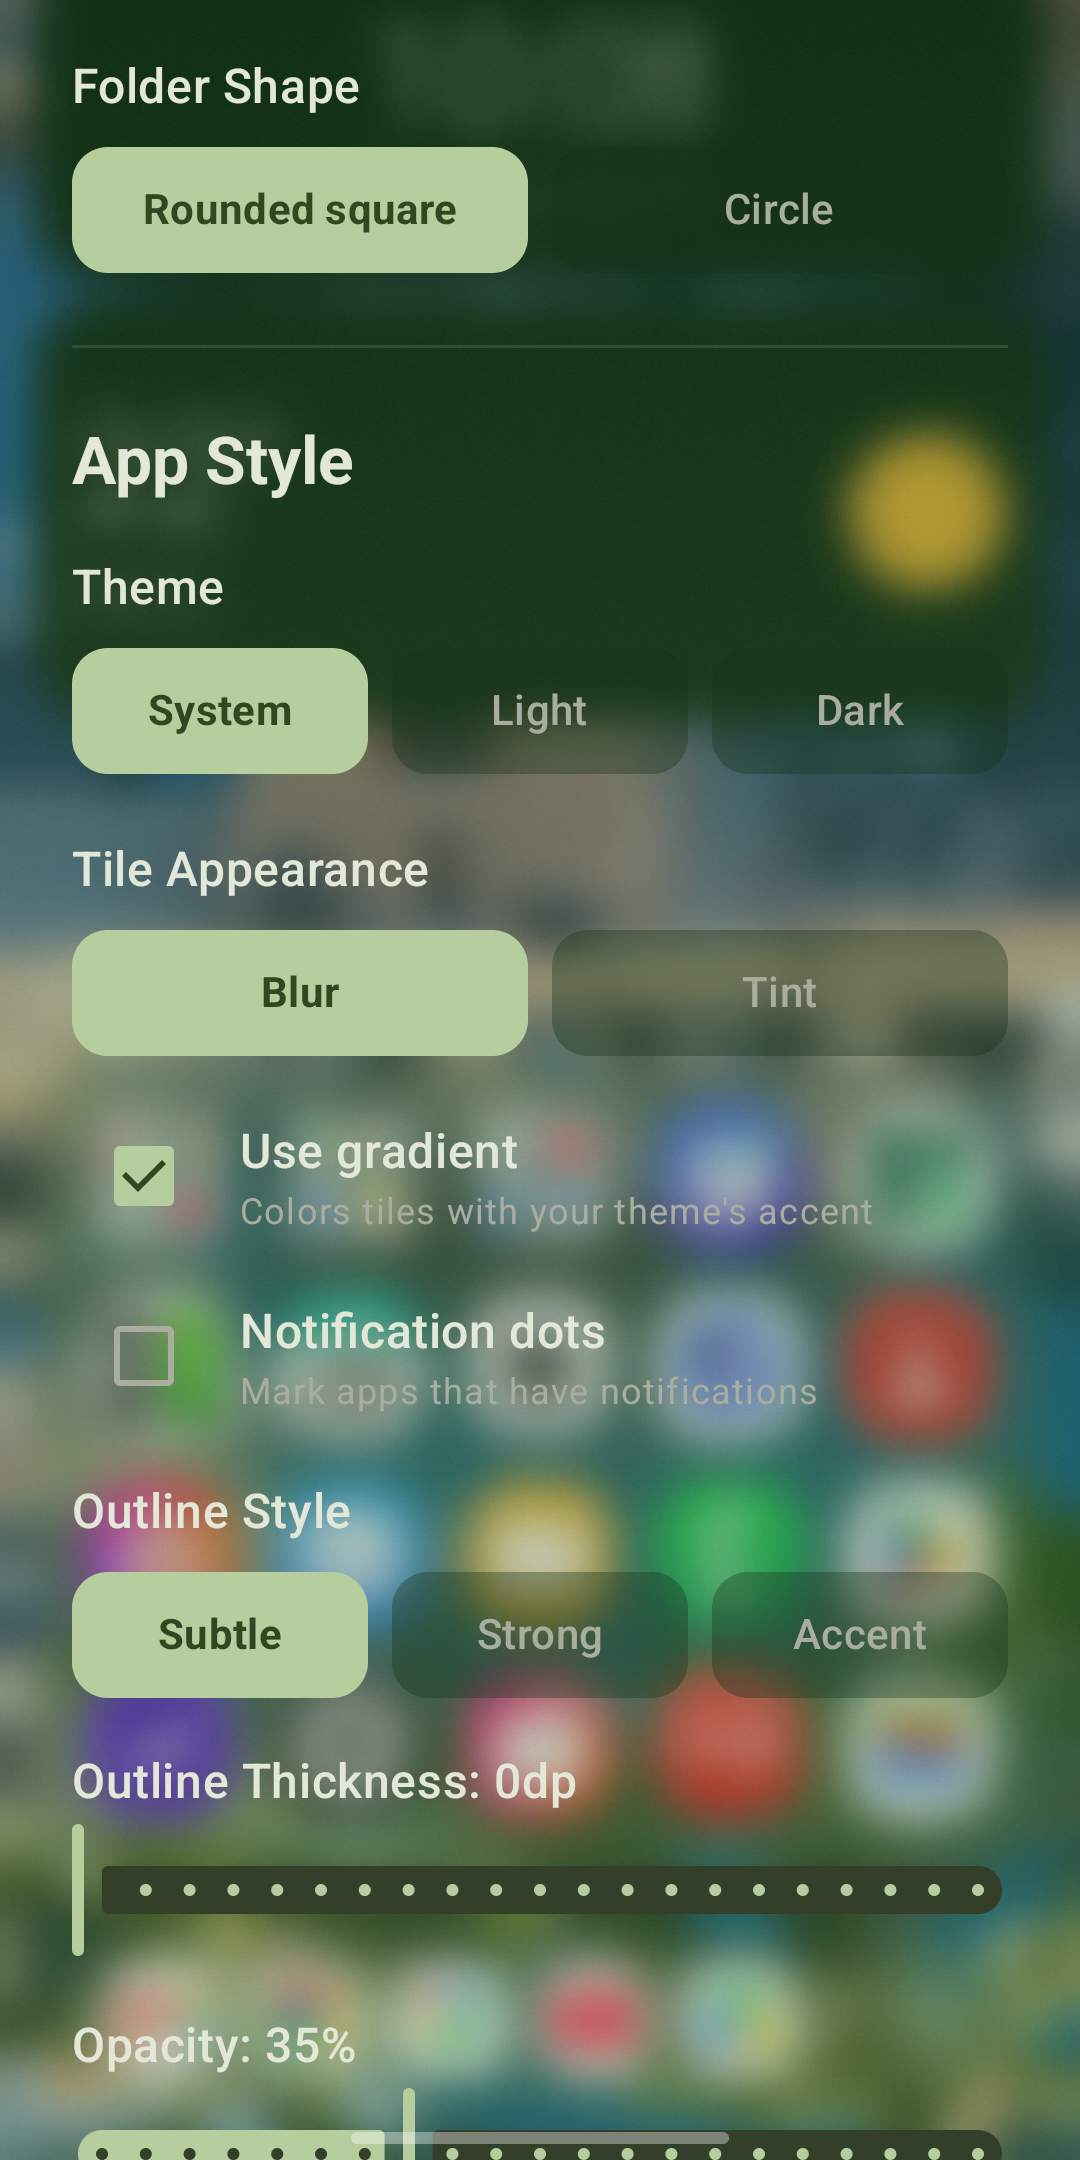 Folder Shape
Rounded square
Circle
App Style
Theme
System
Light
Dark
Tile Appearance
Blur
Tint
Use gradient
Colors tiles with your theme's accent
Notification dots
Mark apps that have notifications
Outline Style
Subtle
Strong
Accent
Outline Thickness: 0dp
Opacity: 35%